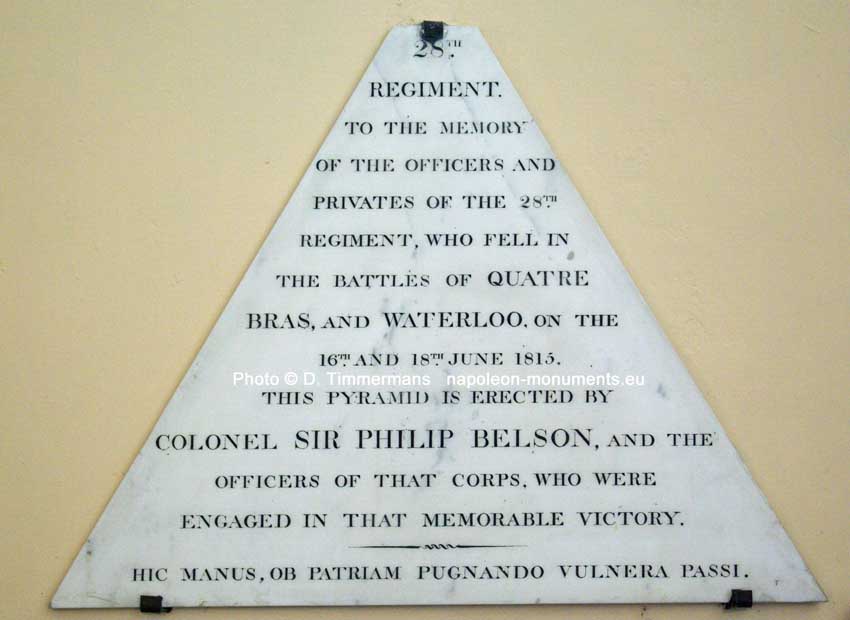 28TH.
REGIMENT.
TO THE MEMORY
OF THE OFFICERS AND
PRIVATES OF THE 28TH.
REGIMENT, WHO FELL IN
THE BATTLES OF QUATRE
BRAS, AND WATERLOO, ON THE
16TH. AND 18TH. JUNE 1815.
Photo © D. Timmermans napoleon-monuments.eu
THIS PYRAMID IS ERECTED BY
COLONEL SIR PHILIP BELSON, AND THE
OFFICERS OF THAT CORPS, WHO WERE
ENGAGED IN THAT MEMORABLE VICTORY.
HIC MANUS, OB PATRIAM PUGNANDO VULNERA PASSI.